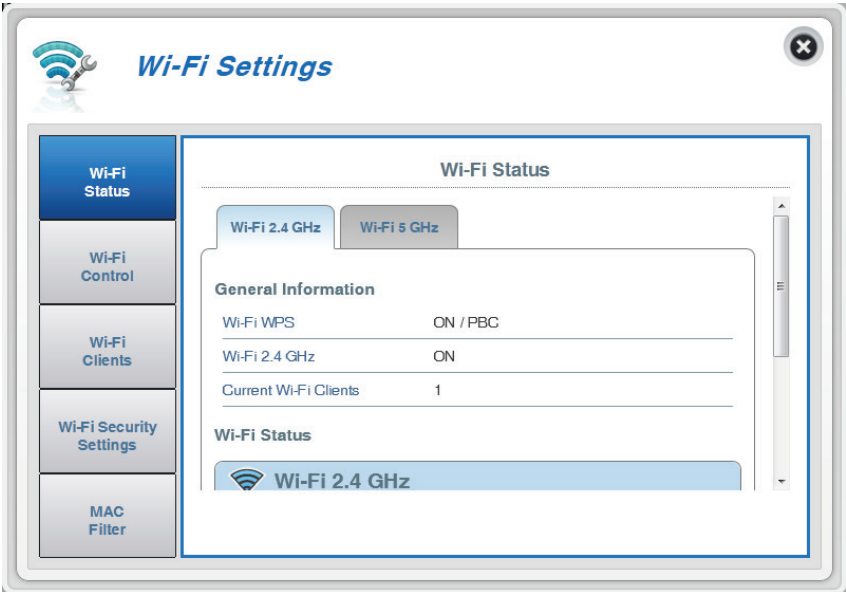 Wi-Fi Settings
Wi-Fi
Status
Wi-Fi
Control
Wi-Fi
Clients
Wi-Fi Security
Settings
MAC
Filter
Wi-Fi Status
Wi-Fi 2.4 GHz Wi-Fi 5 GHz
General Information
Wi-Fi WPS ON / PBC
Wi-Fi 2.4 GHz ON
Current Wi-Fi Clients 1
Wi-Fi Status
Wi-Fi 2.4 GHz